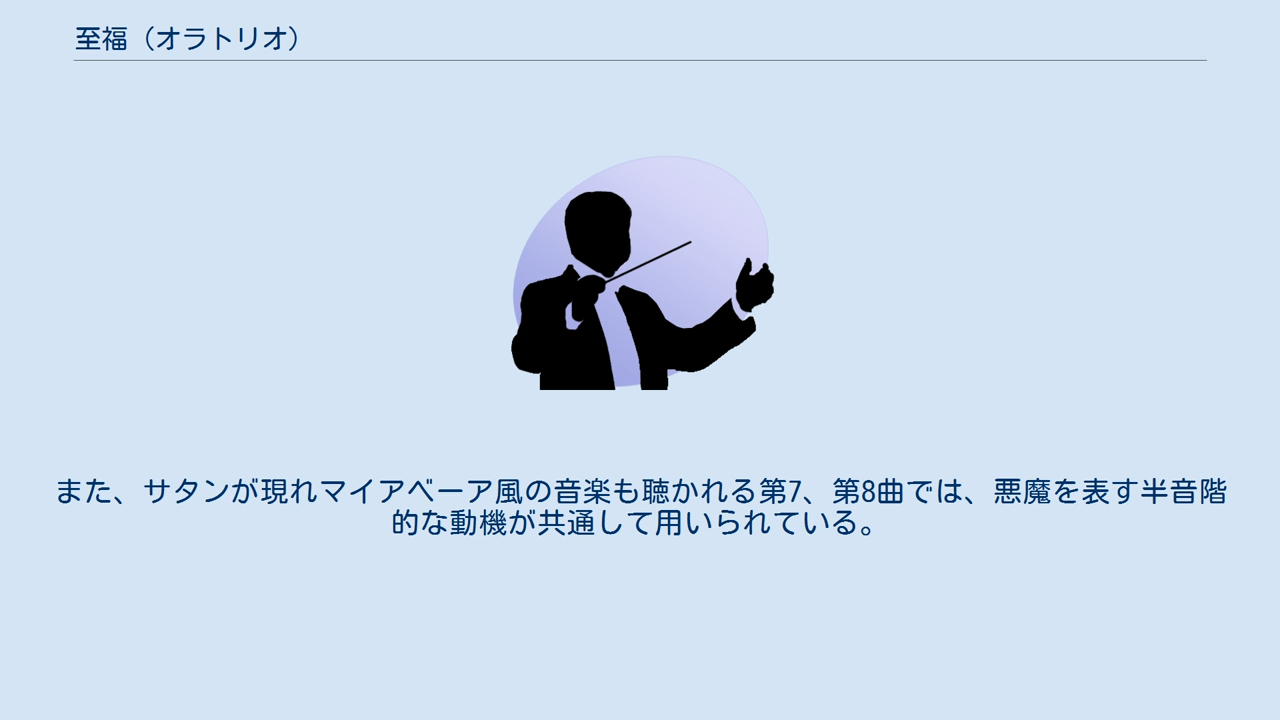 至福（オラトリオ）
また、サタンが現れマイアベーア風の音楽も聴かれる第7、第8曲では、悪魔を表す半音階
的な動機が共通して用いられている。